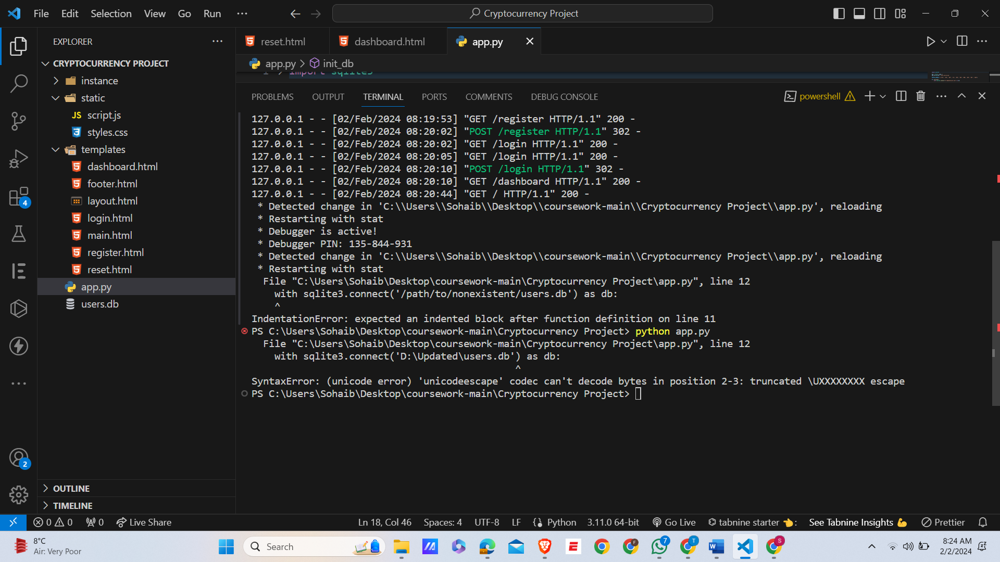 File Edit Selection View Go Run ···
Cryptocurrency Project
EXPLORER
reset.html
dashboard.html
app.py
CRYPTOCURRENCY PROJECT
app.py > init_db
1 import sqlite3
instance
static
JS script.js
styles.css
templates
dashboard.html
footer.html
layout.html
login.html
main.html
register.html
reset.html
app.py
users.db
4
2
OUTLINE
TIMELINE
PROBLEMS OUTPUT TERMINAL PORTS COMMENTS DEBUG CONSOLE
powershell
127.0.0.1 - - [02/Feb/2024 08:19:53] "GET /register HTTP/1.1" 200 -
127.0.0.1 - - [02/Feb/2024 08:20:02] "POST /register HTTP/1.1" 302 -
127.0.0.1 - - [02/Feb/2024 08:20:02] "GET /login HTTP/1.1" 200 -
127.0.0.1 - - [02/Feb/2024 08:20:05] "GET /login HTTP/1.1" 200 -
127.0.0.1 - - [02/Feb/2024 08:20:10] "POST /login HTTP/1.1" 302 -
127.0.0.1 - - [02/Feb/2024 08:20:10] "GET /dashboard HTTP/1.1" 200 -
127.0.0.1 - - [02/Feb/2024 08:20:44] "GET / HTTP/1.1" 200 -
* Detected change in 'C:\\Users\\Sohaib\\Desktop\\coursework-main\\Cryptocurrency Project\\app.py', reloading
* Restarting with stat
* Debugger is active!
* Debugger PIN: 135-844-931
* Detected change in 'C:\\Users\\Sohaib\\Desktop\\coursework-main\\Cryptocurrency Project\\app.py', reloading
* Restarting with stat
File "C:\Users\Sohaib\Desktop\coursework-main\Cryptocurrency Project\app.py", line 12
with sqlite3.connect('/path/to/nonexistent/users.db') as db:
^
IndentationError: expected an indented block after function definition on line 11
PS C:\Users\Sohaib\Desktop\coursework-main\Cryptocurrency Project> python app.py
File "C:\Users\Sohaib\Desktop\coursework-main\Cryptocurrency Project\app.py", line 12
with sqlite3.connect('D:\Updated\users.db') as db:
^
SyntaxError: (unicode error) 'unicodeescape' codec can't decode bytes in position 2-3: truncated \UXXXXXXXX escape
PS C:\Users\Sohaib\Desktop\coursework-main\Cryptocurrency Project>
0 0 0 Live Share Ln 18, Col 46 Spaces: 4 UTF-8 LF Python 3.11.0 64-bit Go Live tabnine starter 👈: See Tabnine Insights 💪 Prettier
8°C
Air: Very Poor
Search
F
7
T
S
8:24 AM
2/2/2024